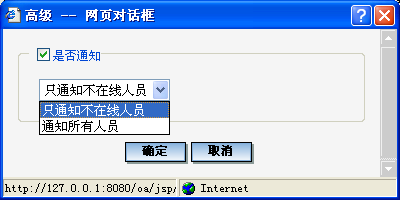 高级 -- 网页对话框
是否通知
只通知不在线人员
只通知不在线人员
通知所有人员
确定 取消
http://127.0.0.1:8080/oa/jsp/ Internet